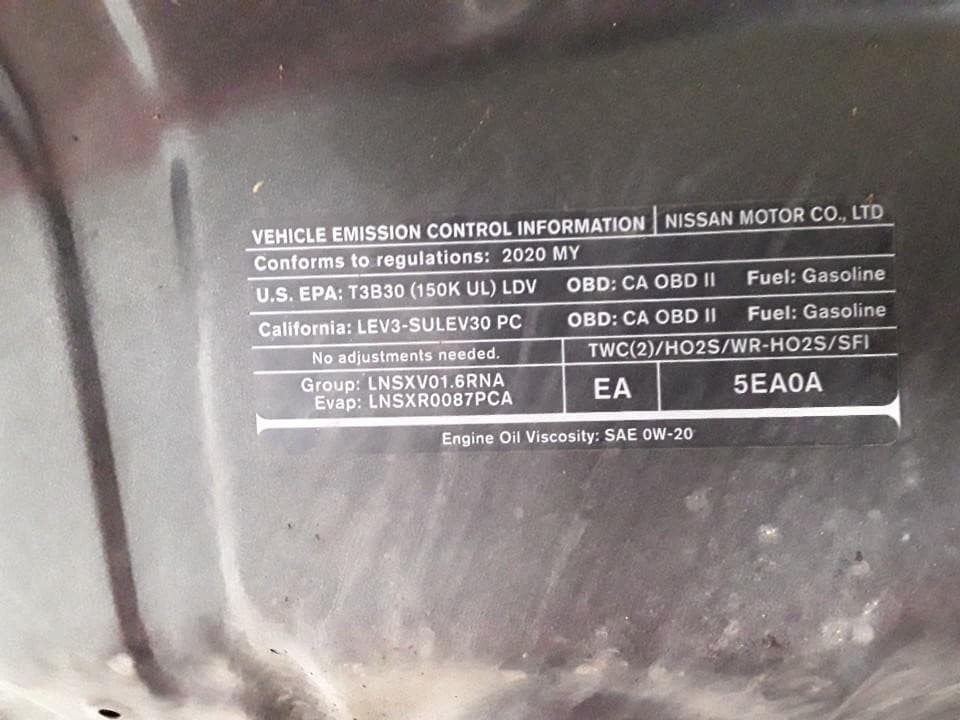 VEHICLE EMISSION CONTROL INFORMATION | NISSAN MOTOR CO., LTD
Conforms to regulations: 2020 MY
U.S. EPA: T3B30 (150K UL) LDV OBD: CA OBD II Fuel: Gasoline
California: LEV3-SULEV30 PC OBD: CA OBD II Fuel: Gasoline
No adjustments needed. TWC(2)/HO2S/WR-HO2S/SFI
Group: LNSXV01.6RNA
Evap: LNSXR0087PCA
EA 5EA0A
Engine Oil Viscosity: SAE 0W-20